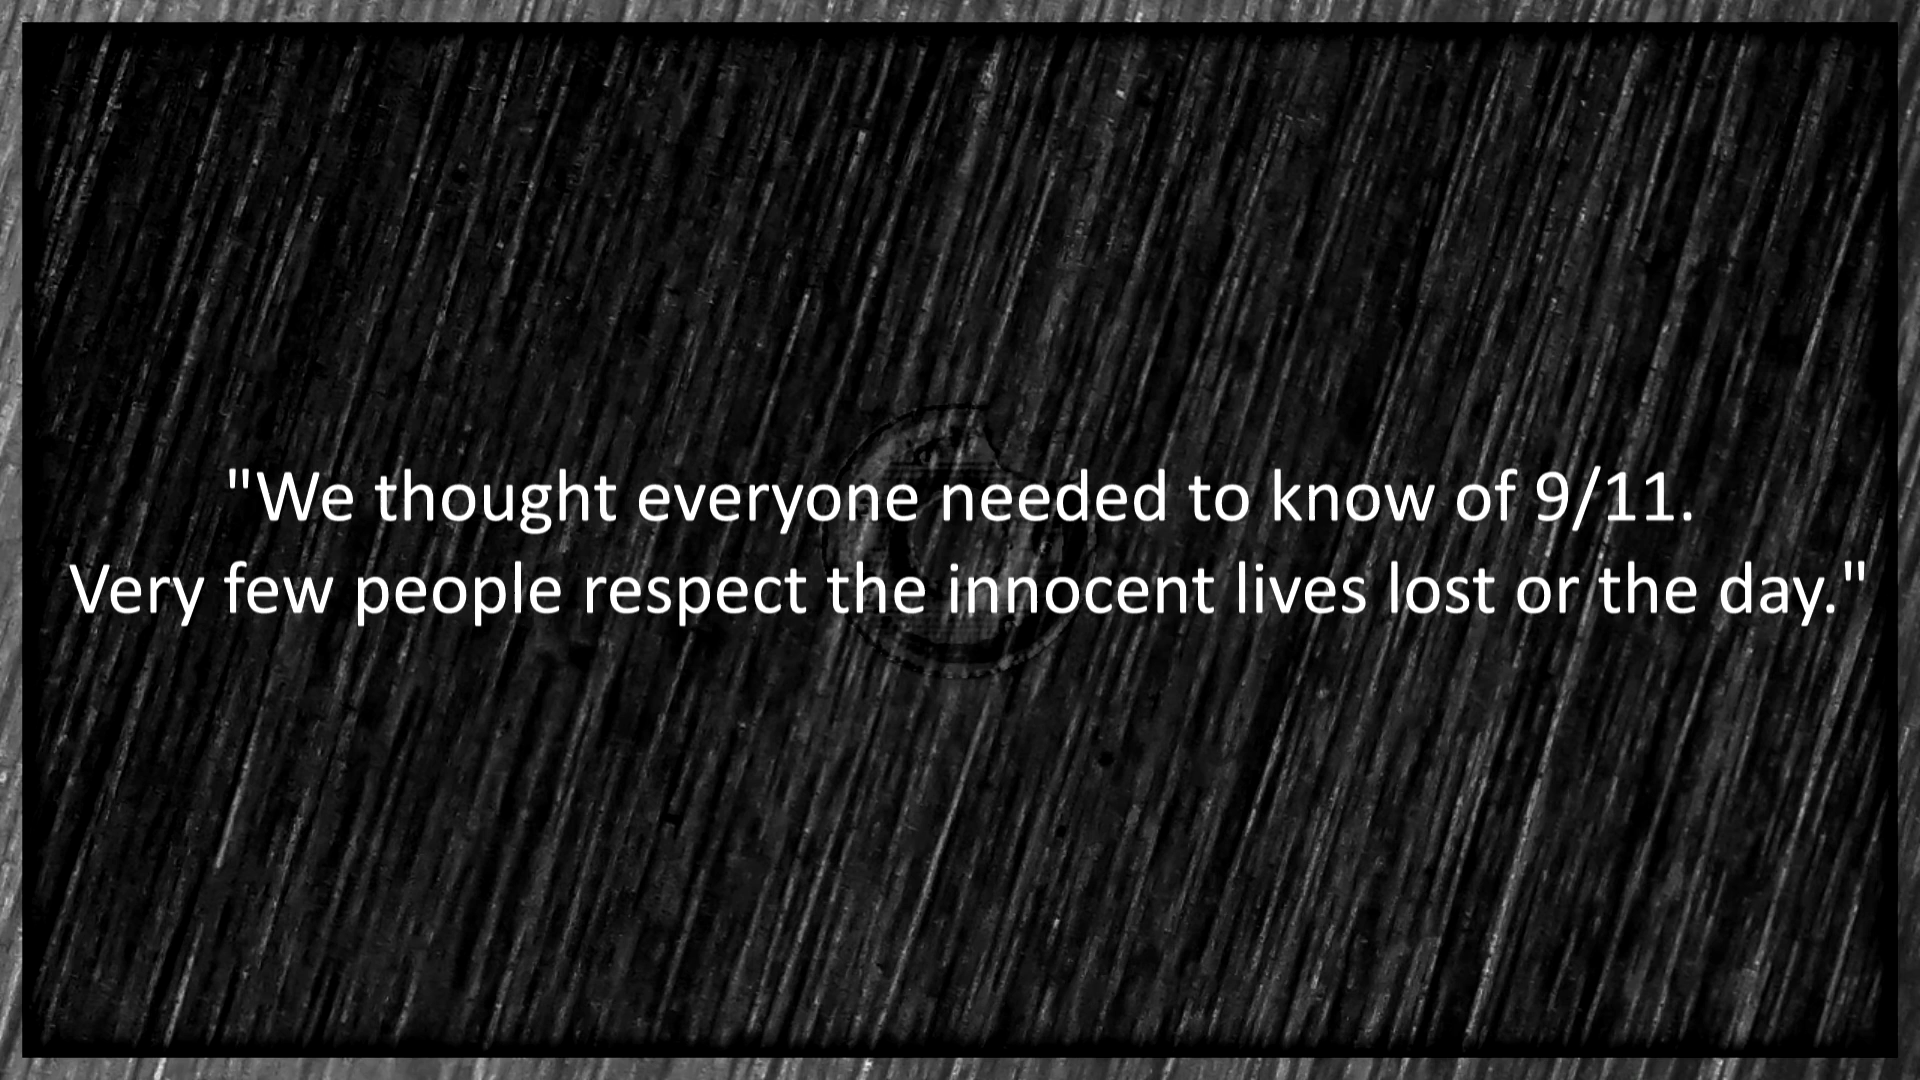 "We thought everyone needed to know of 9/11.
Very few people respect the innocent lives lost or the day."